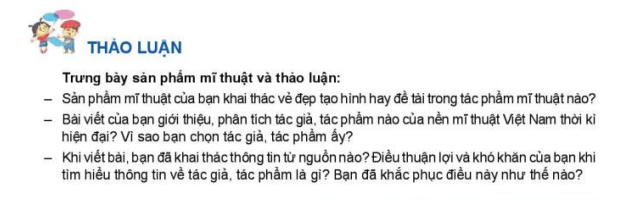 THẢO LUẬN
Trưng bày sản phẩm mĩ thuật và thảo luận:
– Sản phẩm mĩ thuật của bạn khai thác vẻ đẹp tạo hình hay đề tài trong tác phẩm mĩ thuật nào?
– Bài viết của bạn giới thiệu, phân tích tác giả, tác phẩm nào của nền mĩ thuật Việt Nam thời kì
hiện đại? Vì sao bạn chọn tác giả, tác phẩm ấy?
– Khi viết bài, bạn đã khai thác thông tin từ nguồn nào? Điều thuận lợi và khó khăn của bạn khi
tìm hiểu thông tin về tác giả, tác phẩm là gì? Bạn đã khắc phục điều này như thế nào?